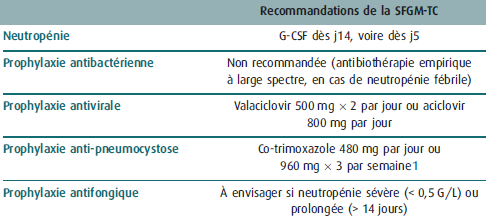 Recommandations de la SFGM-TC
Neutropénie G-CSF dès j14, voire dès j5
Prophylaxie antibactérienne Non recommandée (antibiothérapie empirique
à large spectre, en cas de neutropénie fébrile)
Prophylaxie antivirale Valaciclovir 500 mg × 2 par jour ou aciclovir
800 mg par jour
Prophylaxie anti-pneumocystose Co-trimoxazole 480 mg par jour ou
960 mg × 3 par semaine1
Prophylaxie antifongique À envisager si neutropénie sévère (< 0,5 G/L) ou
prolongée (> 14 jours)